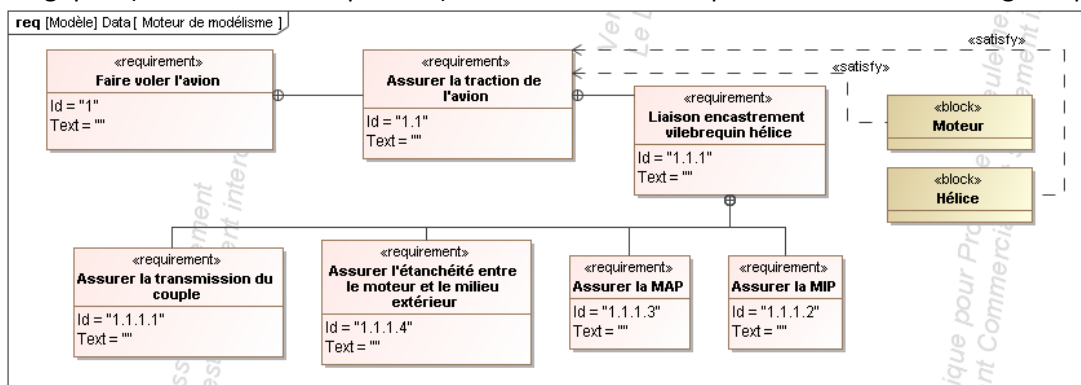 req [Modèle] Data [ Moteur de modélisme ]
«requirement»
Faire voler l'avion
Id = "1"
Text = ""
«requirement»
Assurer la traction de
l'avion
Id = "1.1"
Text = ""
«requirement»
Liaison encastrement
vilebrequin hélice
Id = "1.1.1"
Text = ""
«satisfy»
«satisfy»
«block»
Moteur
«block»
Hélice
«requirement»
Assurer la transmission du
couple
Id = "1.1.1.1"
Text = ""
«requirement»
Assurer l'étanchéité entre
le moteur et le milieu
extérieur
Id = "1.1.1.4"
Text = ""
«requirement»
Assurer la MAP
Id = "1.1.1.3"
Text = ""
«requirement»
Assurer la MIP
Id = "1.1.1.2"
Text = ""